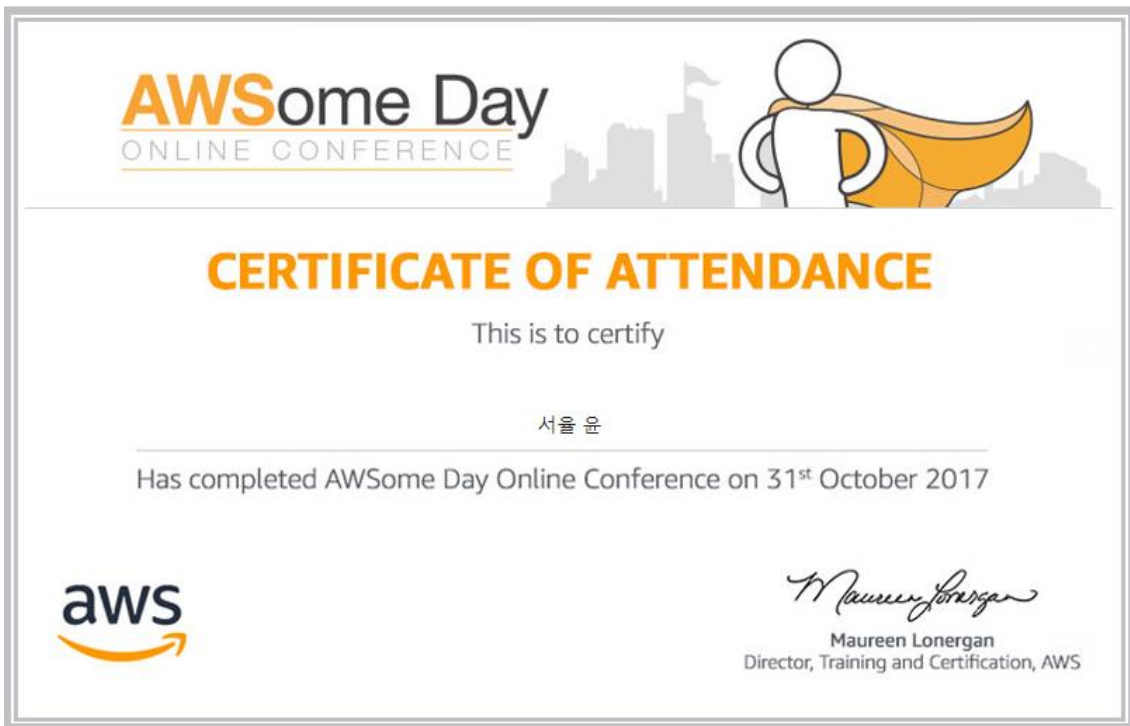 AWSome Day
ONLINE CONFERENCE
CERTIFICATE OF ATTENDANCE
This is to certify
서율 윤
Has completed AWSome Day Online Conference on 31st October 2017
aws
Maureen Lonergan
Maureen Lonergan
Director, Training and Certification, AWS